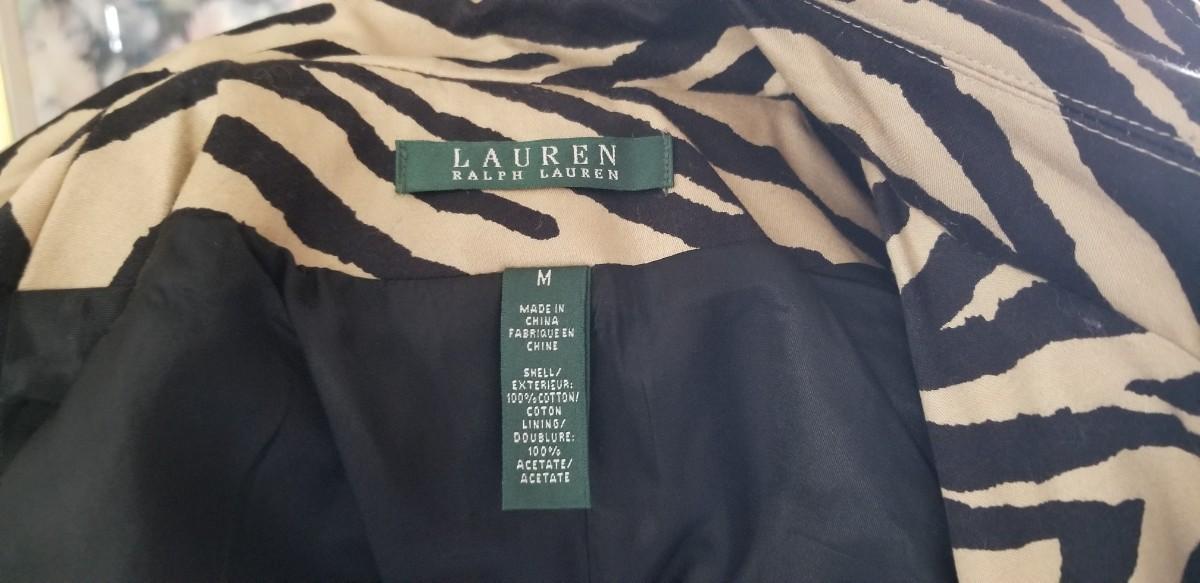 LAUREN
RALPH LAUREN
M
MADE IN
CHINA
FABRIQUE EN
CHINE
SHELL/
EXTERIEUR:
100%COTTON/
COTON
LINING/
DOUBLURE:
100%
ACETATE/
ACETATE